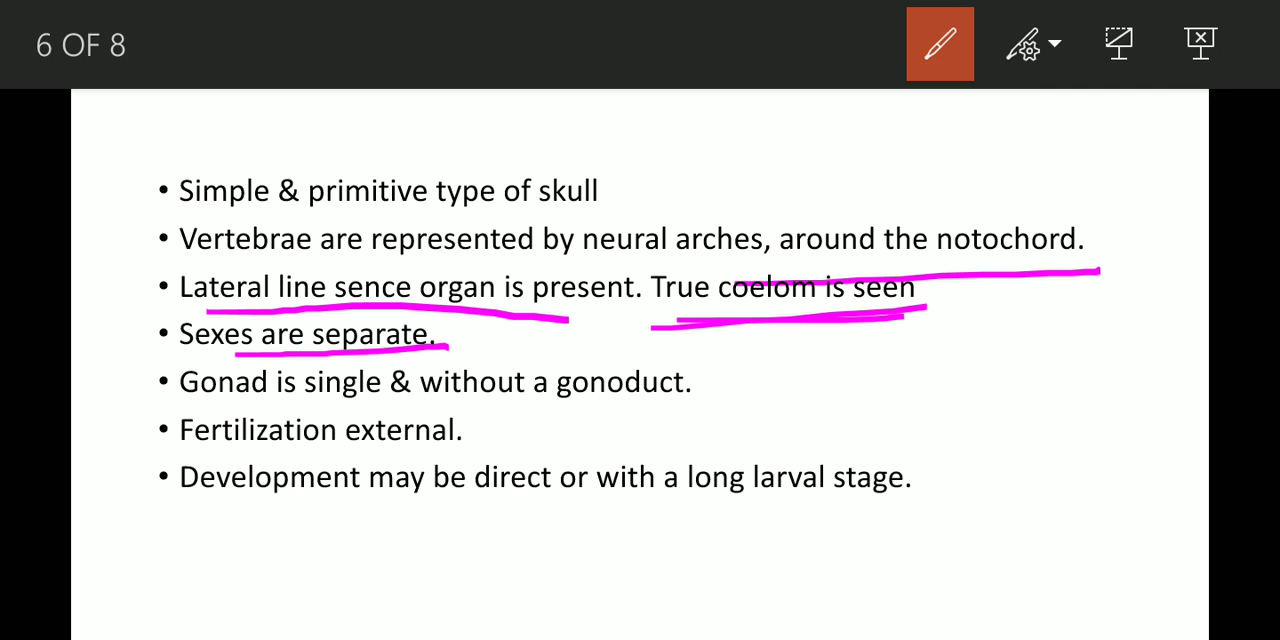 6 OF 8
• Simple & primitive type of skull
• Vertebrae are represented by neural arches, around the notochord.
• Lateral line sence organ is present. True coelom is seen
• Sexes are separate.
• Gonad is single & without a gonoduct.
• Fertilization external.
• Development may be direct or with a long larval stage.